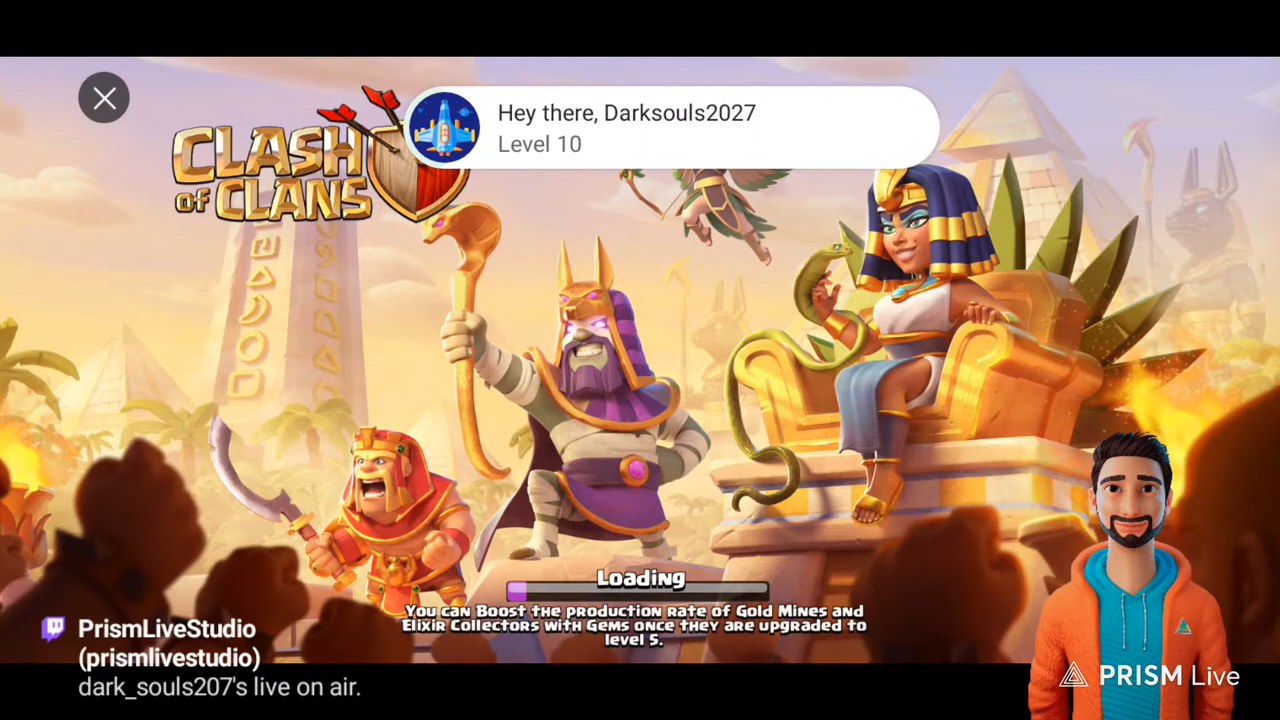 Hey there, Darksouls2027
Level 10
CLASH
OF CLANS
Loading
You can Boost the production rate of Gold Mines and
Elixir Collectors with Gems once they are upgraded to
level 5.
PrismLiveStudio
(prismlivestudio)
dark_souls207's live on air.
PRISM Live